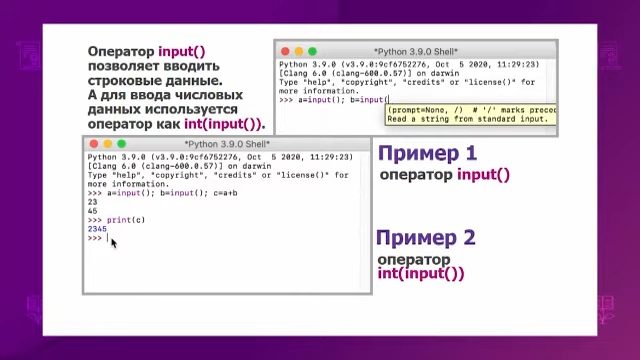 Оператор input()
позволяет вводить
строковые данные.
А для ввода числовых
данных используется
оператор как int(input()).
*Python 3.9.0 Shell*
Python 3.9.0 (v3.9.0:9cf6752276, Oct  5 2020, 11:29:23)
[Clang 6.0 (clang-600.0.57)] on darwin
Type "help", "copyright", "credits" or "license()" for
more information.
>>> a=input(); b=input(
(prompt=None, /)  # '/' marks preced
Read a string from standard input.
*Python 3.9.0 Shell*
Python 3.9.0 (v3.9.0:9cf6752276, Oct  5 2020, 11:29:23)
[Clang 6.0 (clang-600.0.57)] on darwin
Type "help", "copyright", "credits" or "license()" for
more information.
>>> a=input(); b=input(); c=a+b
23
45
>>> print(c)
2345
>>>
Пример 1
оператор input()
Пример 2
оператор
int(input())